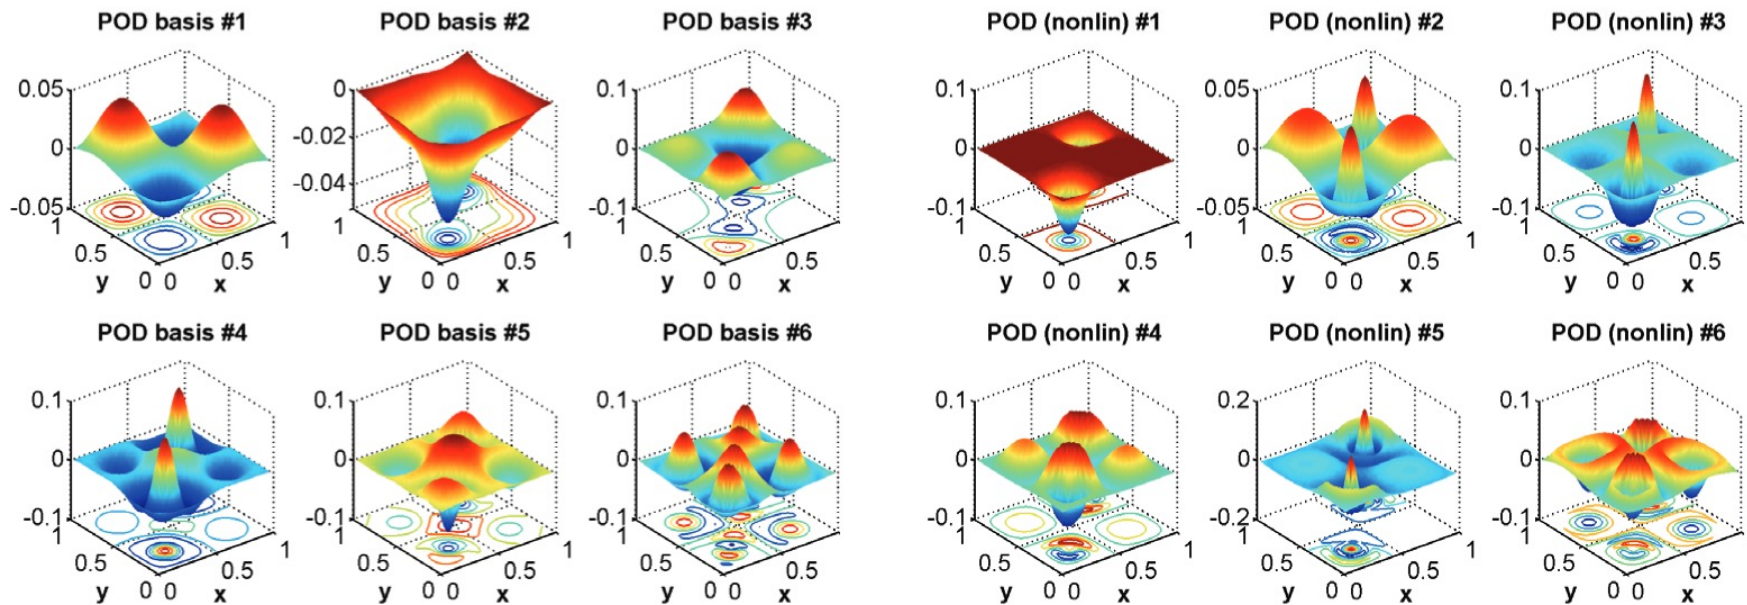 POD basis #1 POD basis #2 POD basis #3 POD (nonlin) #1 POD (nonlin) #2 POD (nonlin) #3
0.05 0 0.1 0.1 0.05 0.1
0 -0.02 0 0 0 0
-0.04
-0.05 -0.1 -0.1 -0.05 -0.1
1 1 1 1 1 1 1 1 1 1 1
0.5 0.5 0.5 0.5 0.5 0.5 0.5 0.5 0.5 0.5 0.5 0.5
y 0 0 x y 0 0 x y 0 0 x y 0 0 x y 0 0 x y 0 0 x
POD basis #4 POD basis #5 POD basis #6 POD (nonlin) #4 POD (nonlin) #5 POD (nonlin) #6
0.1 0.1 0.1 0.1 0.2 0.1
0 0 0 0 0 0
-0.1 -0.1 -0.1 -0.1 -0.2 -0.1
1 1 1 1 1 1 1 1 1 1 1
0.5 0.5 0.5 0.5 0.5 0.5 0.5 0.5 0.5 0.5 0.5 0.5
y 0 0 x y 0 0 x y 0 0 x y 0 0 x y 0 0 x y 0 0 x